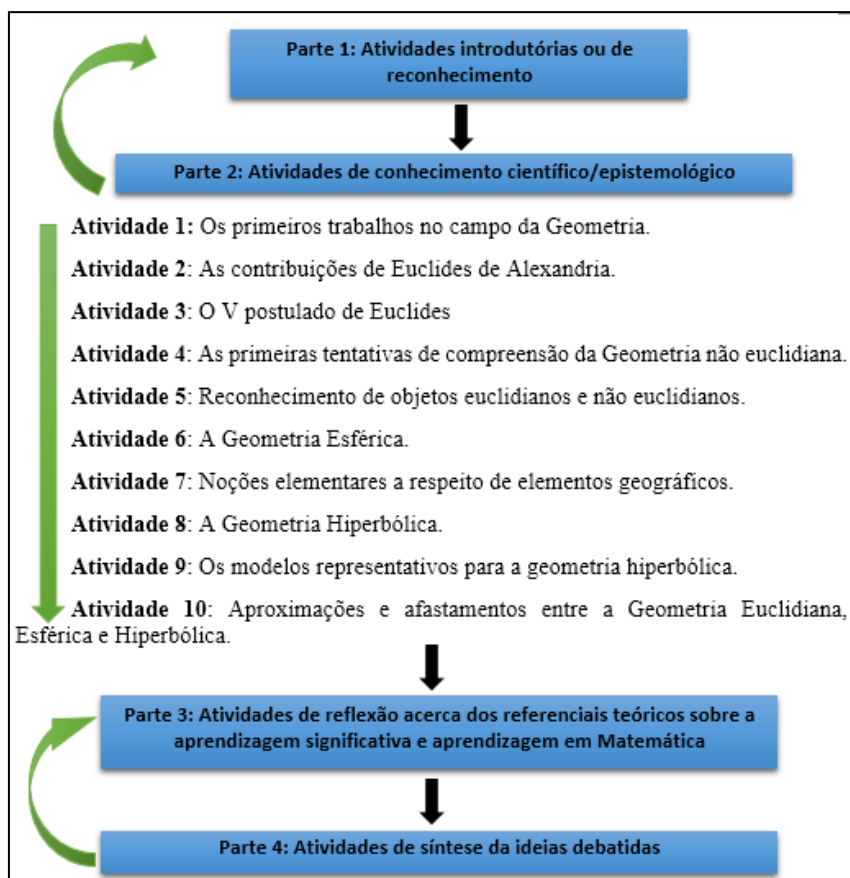 Parte 1: Atividades introdutórias ou de
reconhecimento
Parte 2: Atividades de conhecimento científico/epistemológico
Atividade 1: Os primeiros trabalhos no campo da Geometria.
Atividade 2: As contribuições de Euclides de Alexandria.
Atividade 3: O V postulado de Euclides
Atividade 4: As primeiras tentativas de compreensão da Geometria não euclidiana.
Atividade 5: Reconhecimento de objetos euclidianos e não euclidianos.
Atividade 6: A Geometria Esférica.
Atividade 7: Noções elementares a respeito de elementos geográficos.
Atividade 8: A Geometria Hiperbólica.
Atividade 9: Os modelos representativos para a geometria hiperbólica.
Atividade 10: Aproximações e afastamentos entre a Geometria Euclidiana,
Esférica e Hiperbólica.
Parte 3: Atividades de reflexão acerca dos referenciais teóricos sobre a
aprendizagem significativa e aprendizagem em Matemática
Parte 4: Atividades de síntese da ideias debatidas